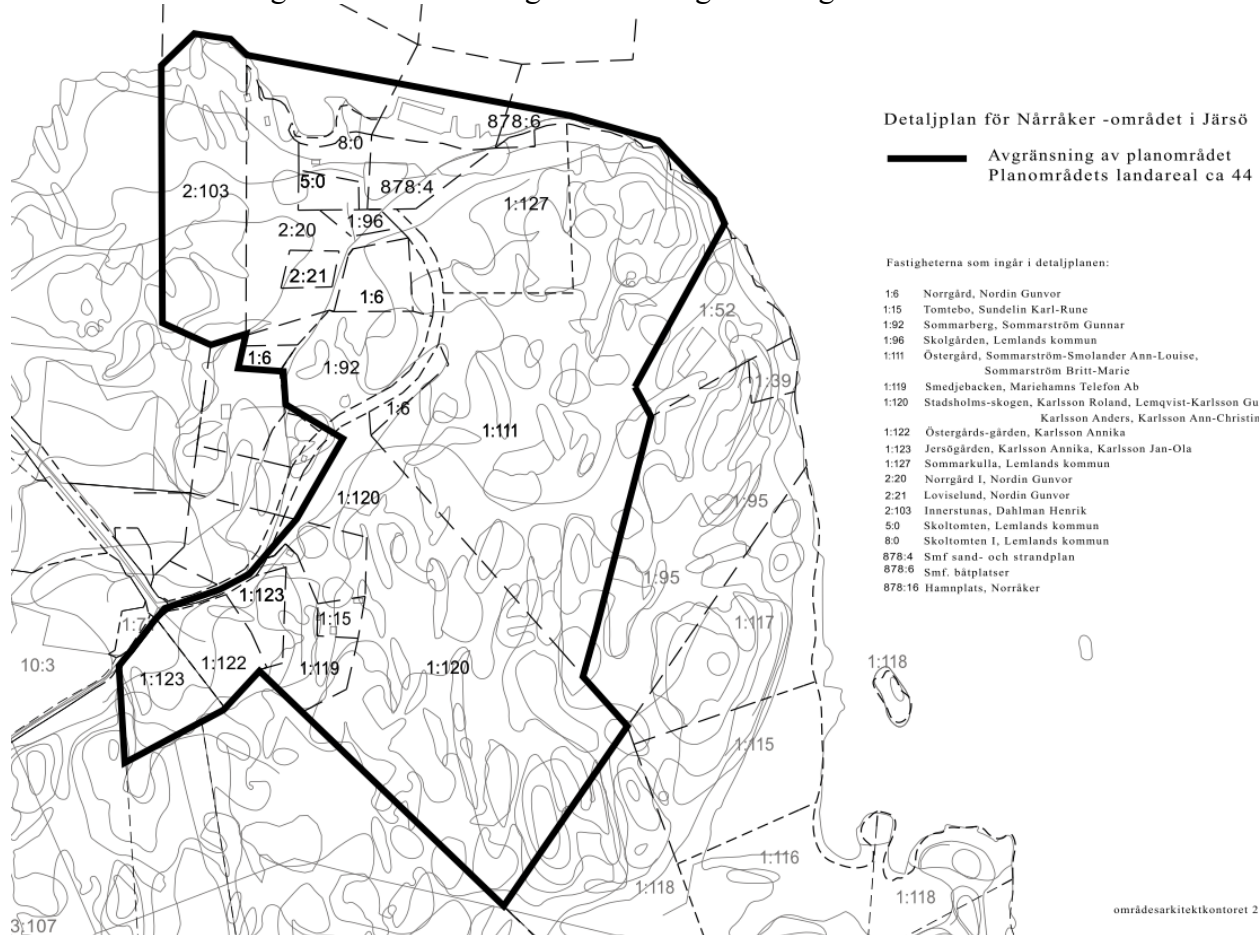 878:6
8:0
5:0
878:4
2:103
1:127
1:96
2:20
2:21
1:6
1:52
1:6
1:92
1:39
1:6
1:111
1:120
1:95
1:95
1:123
1:15
1:117
1:7
10:3
1:122
1:119
1:120
1:118
1:123
1:115
1:116
1:118
1:118
3:107
Detaljplan för Nårråker -området i Järsö
Avgränsning av planområdet
Planområdets landareal ca 44
Fastigheterna som ingår i detaljplanen:
1:6 Norrgård, Nordin Gunvor
1:15 Tomtebo, Sundelin Karl-Rune
1:92 Sommarberg, Sommarström Gunnar
1:96 Skolgården, Lemlands kommun
1:111 Östergård, Sommarström-Smolander Ann-Louise,
Sommarström Britt-Marie
1:119 Smedjebacken, Mariehamns Telefon Ab
1:120 Stadsholms-skogen, Karlsson Roland, Lemqvist-Karlsson Gu
Karlsson Anders, Karlsson Ann-Christin
1:122 Östergårds-gården, Karlsson Annika
1:123 Jersögården, Karlsson Annika, Karlsson Jan-Ola
1:127 Sommarkulla, Lemlands kommun
2:20 Norrgård I, Nordin Gunvor
2:21 Loviselund, Nordin Gunvor
2:103 Innerstunas, Dahlman Henrik
5:0 Skoltomten, Lemlands kommun
8:0 Skoltomten I, Lemlands kommun
878:4 Smf sand- och strandplan
878:6 Smf. båtplatser
878:16 Hamnplats, Norråker
områdesarkitektkontoret 2